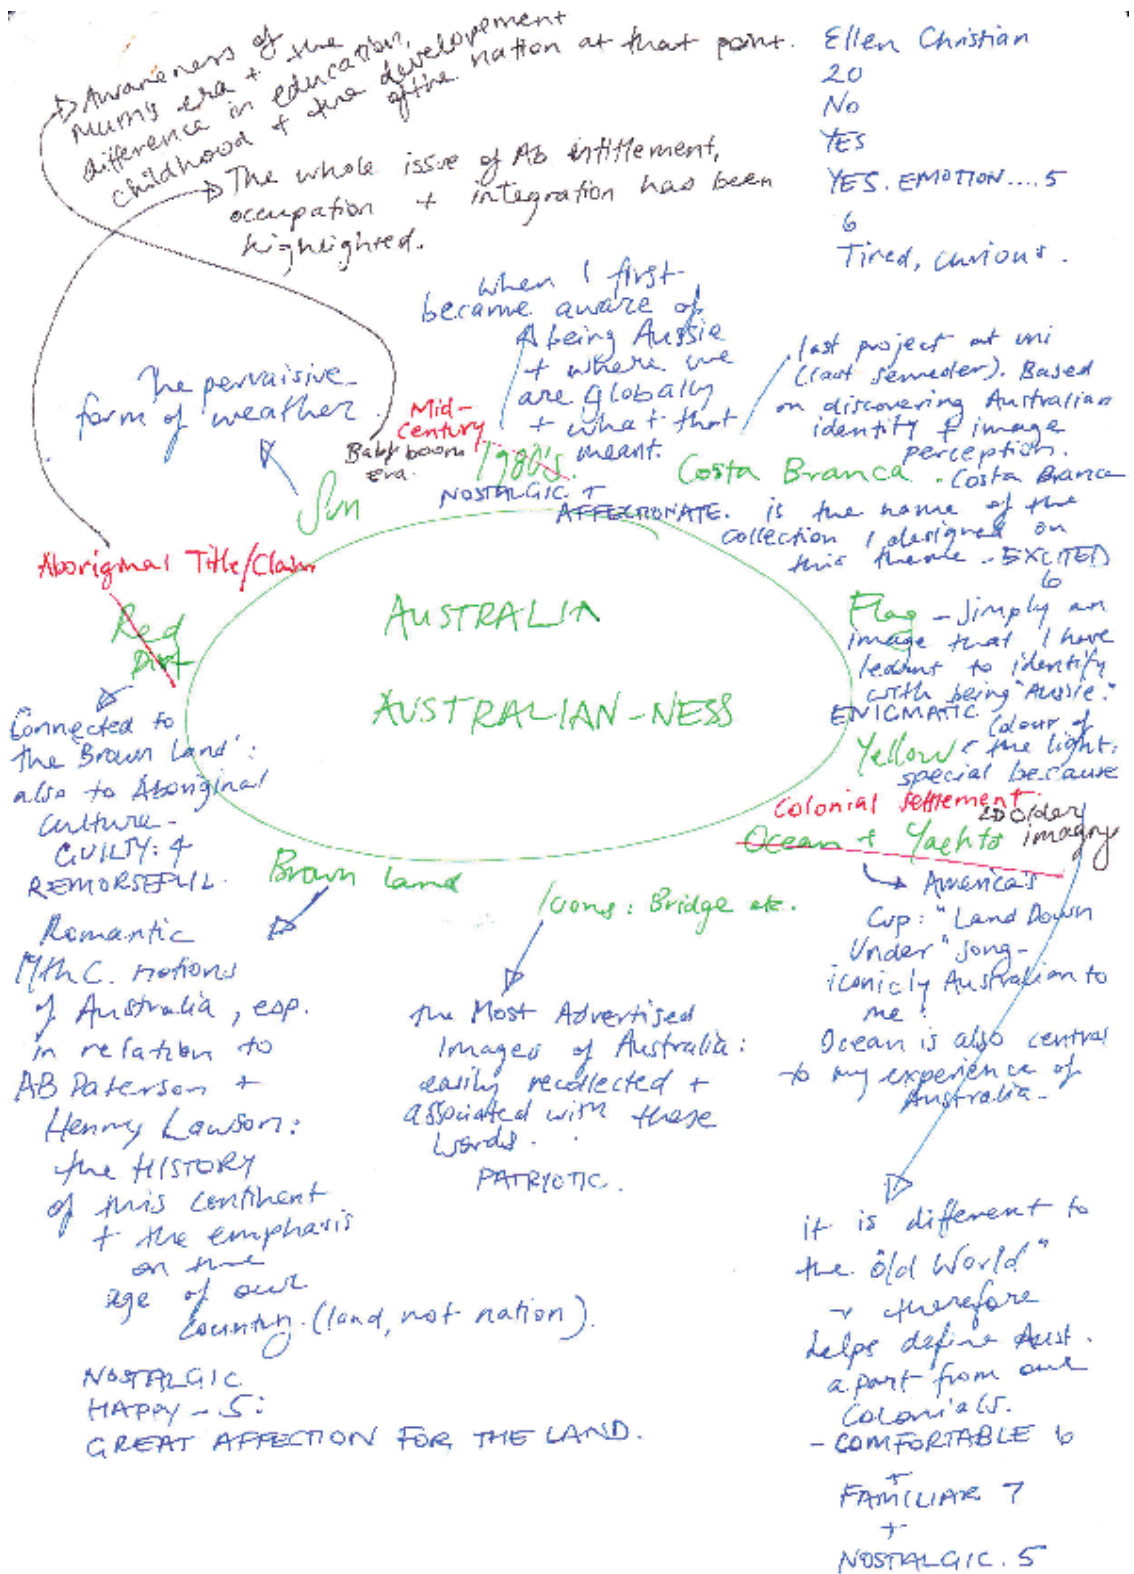 → Awareness of
Mum's era + the
difference in education,
childhood + the developement
of the nation at that point.
→ The whole issue of Ab intitlement,
occupation + integration has been
highlighted.
Ellen Christian
20
No
YES
YES. EMOTION....5
6
Tired, curious.
When I first
became aware of
being Aussie
+ where we
are globally
+ what that
meant.
The pervaisive
form of weather.
Mid-
Century
Baby boom
Era.
1980's.
NOSTALGIC +
AFFECTIONATE.
last project at uni
(last semester). Based
on discovering Australian
identity & image
perception.
Costa Branca
. Costa Branca
is the name of the
collection I designed on
this theme. EXCITED
6
Sun
Aboriginal Title/Claim
Red
Dirt
AUSTRALIA
AUSTRALIAN-NESS
Flag - Simply an
image that I have
learnt to identify
with being "Aussie."
ENIGMATIC.
Yellow
Colour of
the light:
special because
Colonial settlement.
Older
imagry
Ocean + Yachts
Connected to
the 'Brown Land':
also to Aboriginal
Culture -
GUILTY: 4
REMORSEFUL.
Brown land
Icons: Bridge etc.
→ America's
Cup: "Land Down
Under" song -
iconicly Australian to
me!
Ocean is also central
to my experience of
Australia.
Romantic
notions
of Australia, esp.
in relation to
AB Paterson +
Henry Lawson:
the HISTORY
of this continent
+ the emphasis
on the
age of our
Country. (land, not nation).
NOSTALGIC
HAPPY - 5:
GREAT AFFECTION FOR THE LAND.
the Most Advertised
Images of Australia:
easily recollected +
associated with these
words.
PATRIOTIC.
it is different to
the "Old World"
→ therefore
helps define Aust.
apart from our
Colonials.
- COMFORTABLE 6
+
FAMILIAR 7
+
NOSTALGIC. 5